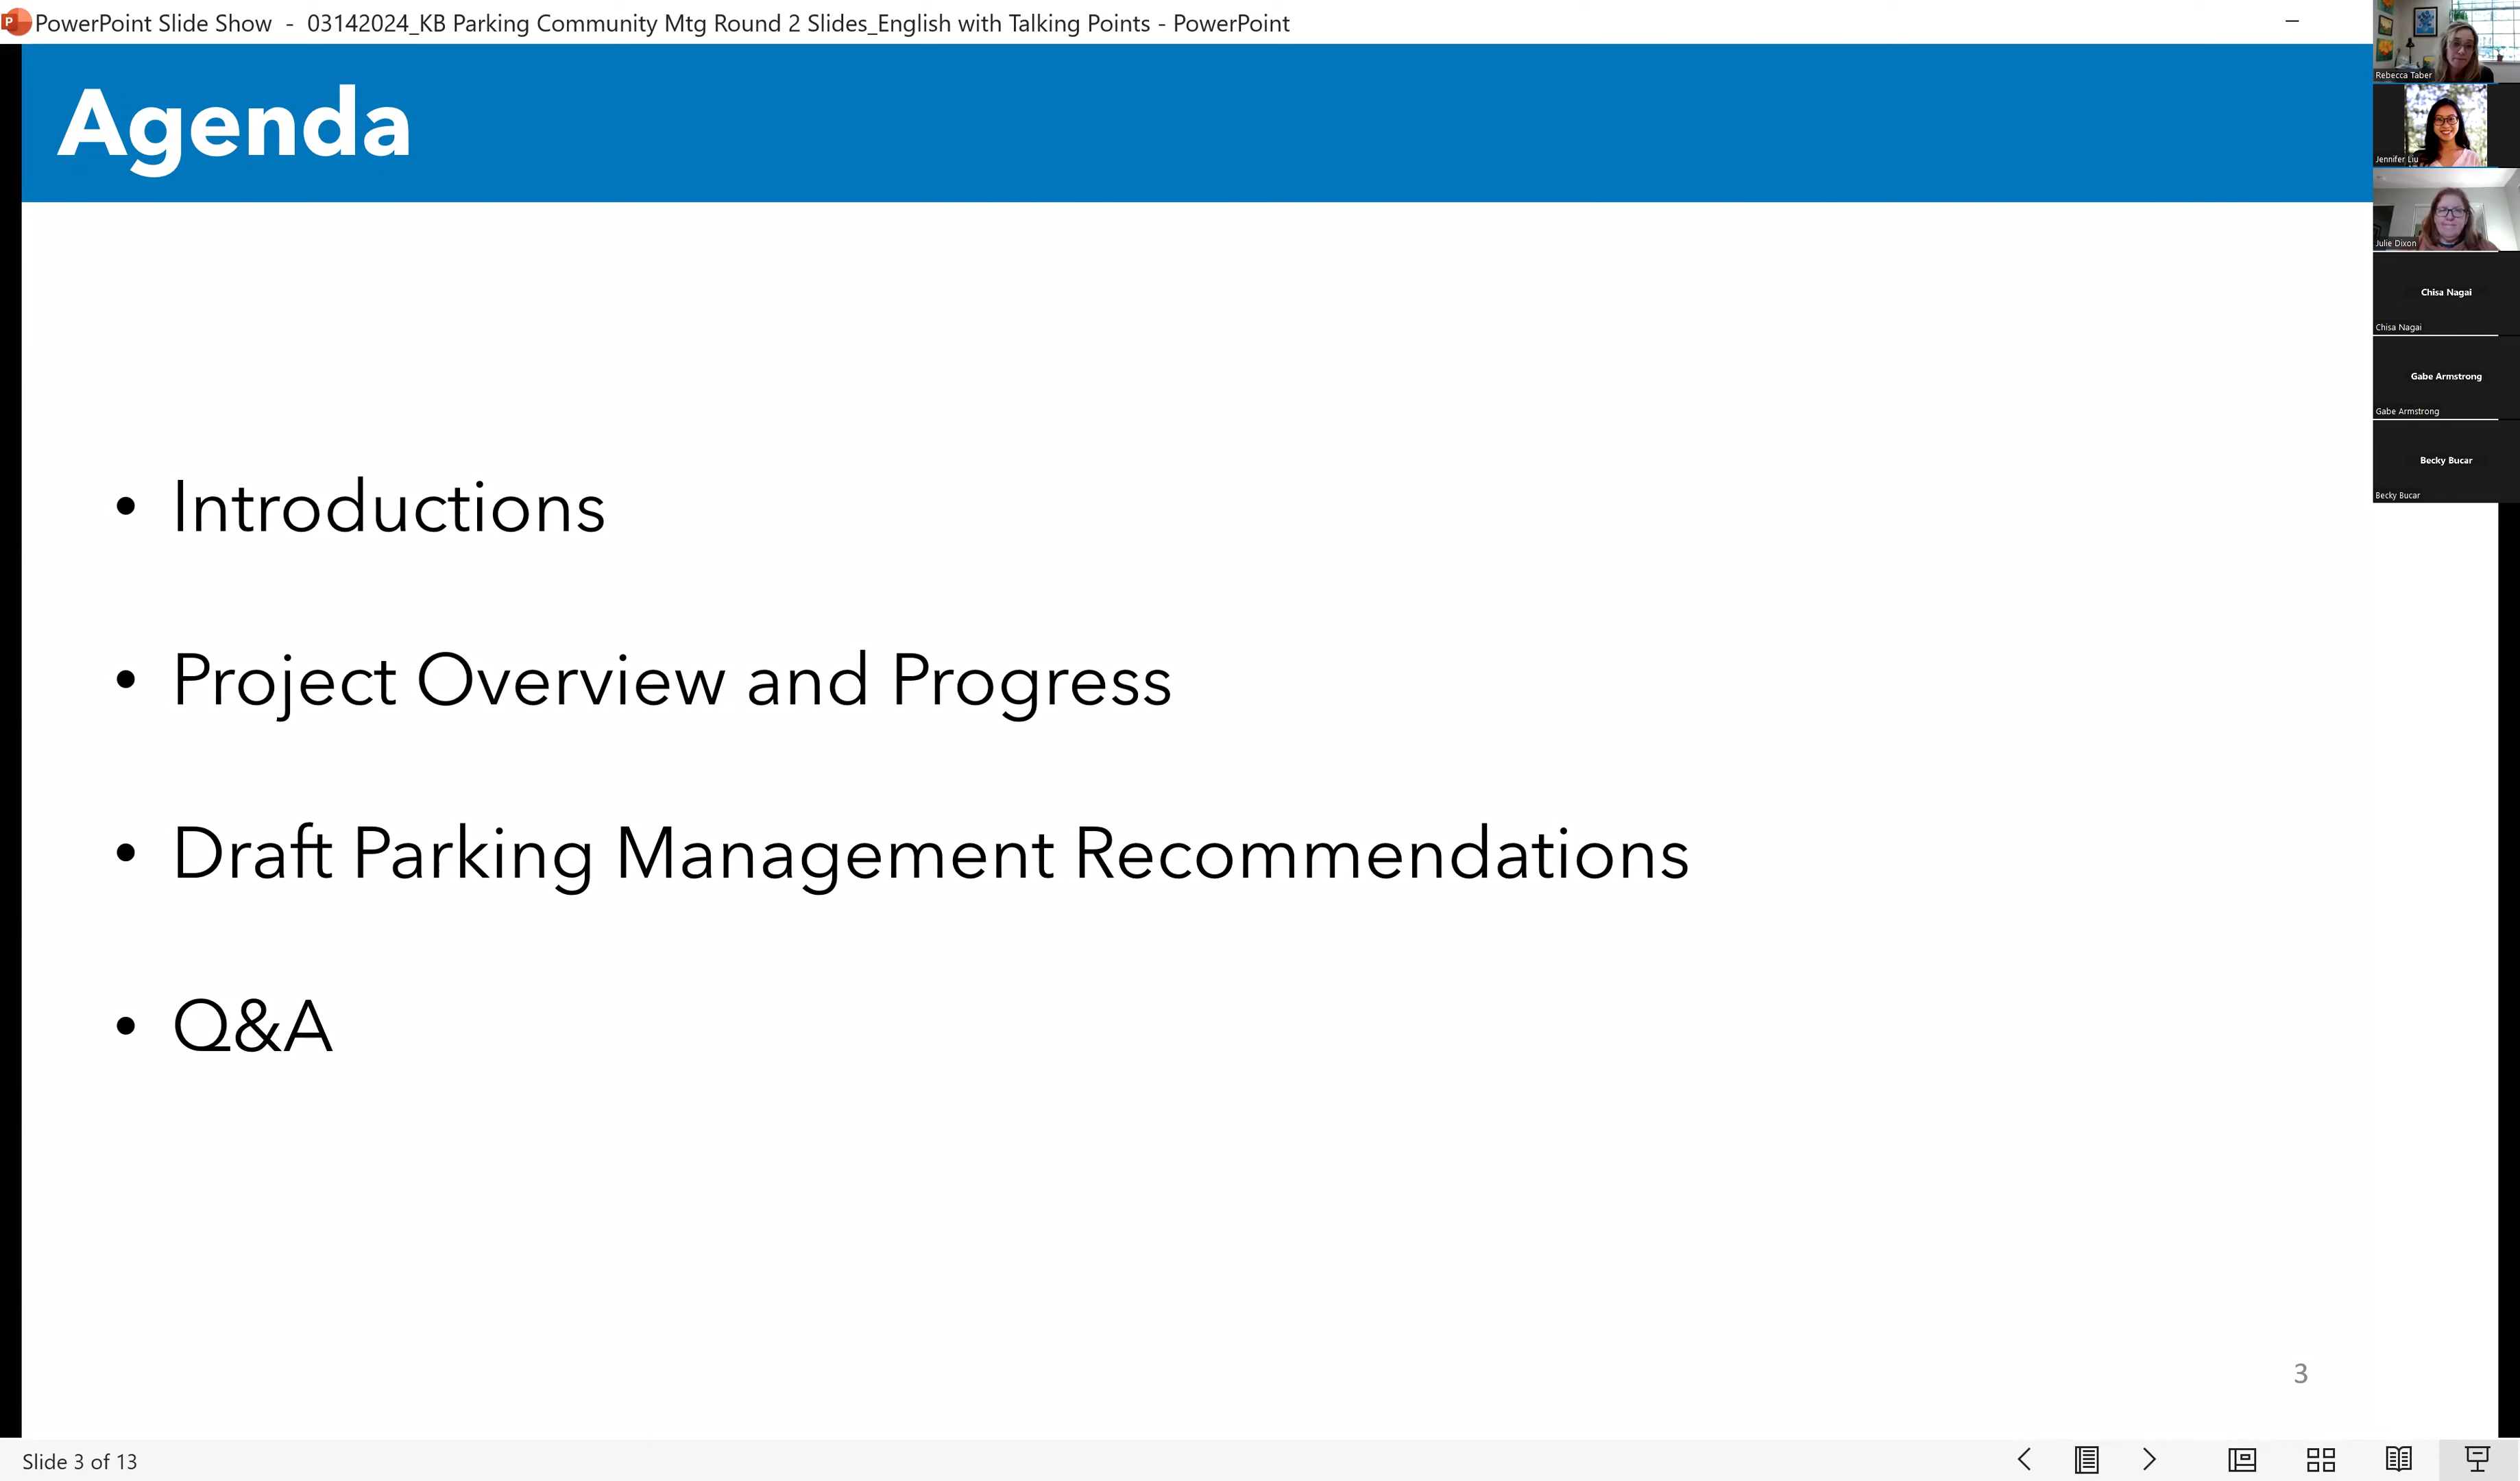 PowerPoint Slide Show - 03142024_KB Parking Community Mtg Round 2 Slides_English with Talking Points - PowerPoint
Agenda
• Introductions
• Project Overview and Progress
• Draft Parking Management Recommendations
• Q&A
3
Rebecca Taber
Jennifer Liu
Julie Dixon
Chisa Nagai
Chisa Nagai
Gabe Armstrong
Gabe Armstrong
Becky Bucar
Becky Bucar
Slide 3 of 13